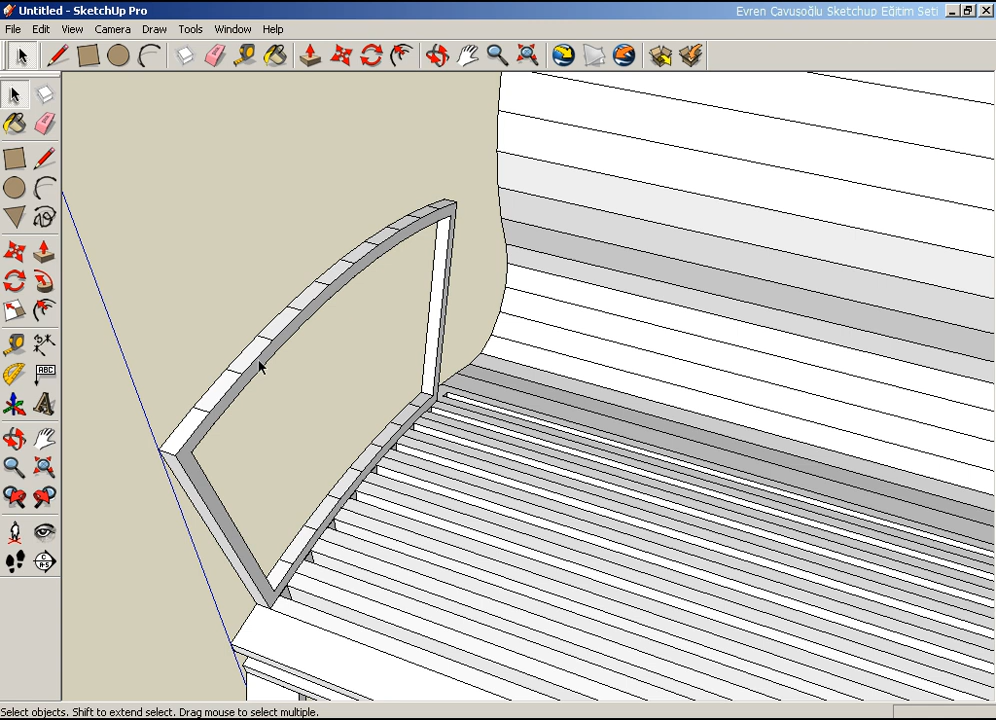 Untitled - SketchUp Pro
Evren Çavuşoğlu Sketchup Eğitim Seti
File Edit View Camera Draw Tools Window Help
ABC
Select objects. Shift to extend select. Drag mouse to select multiple.